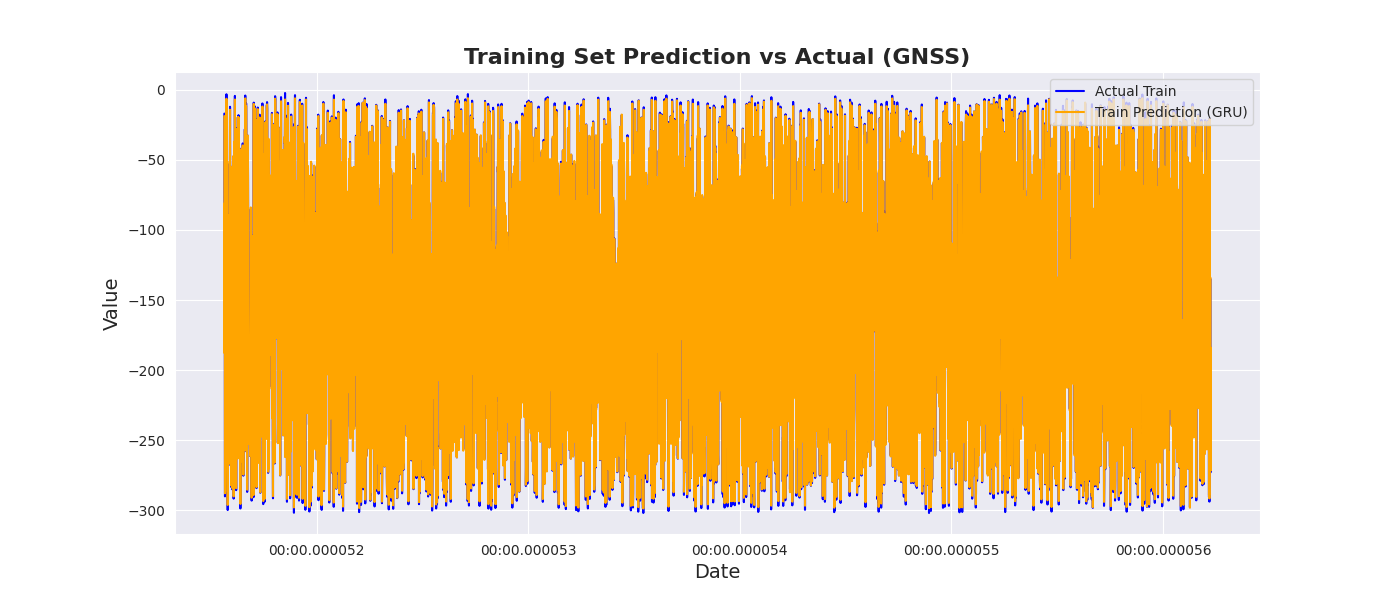 Training Set Prediction vs Actual (GNSS)
Actual Train
Train Prediction (GRU)
Value
0
−50
−100
−150
−200
−250
−300
00:00.000052
00:00.000053
00:00.000054
00:00.000055
00:00.000056
Date